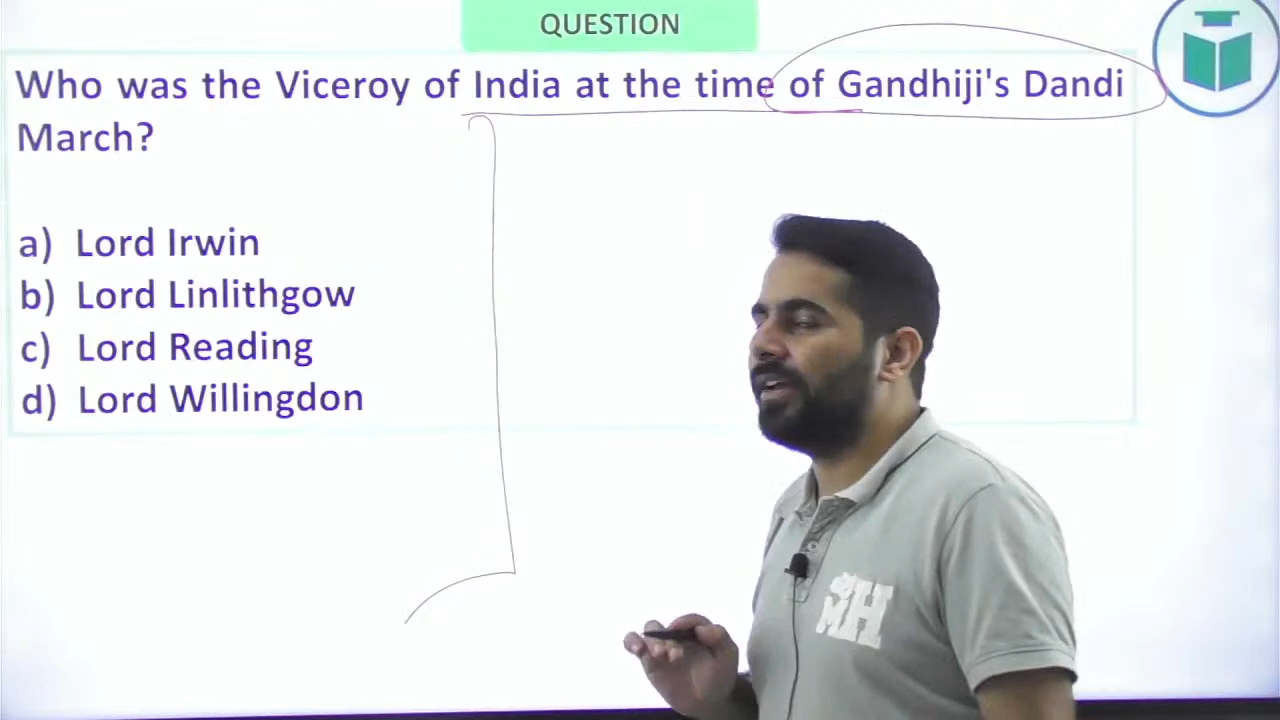 QUESTION
Who was the Viceroy of India at the time of Gandhiji's Dandi
March?
a) Lord Irwin
b) Lord Linlithgow
c) Lord Reading
d) Lord Willingdon
MH